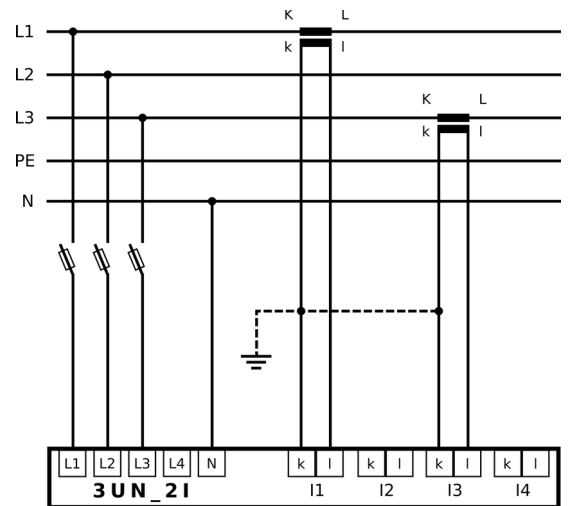 K L
L1
k l
L2
K L
L3
k l
PE
N
L1 L2 L3 L4 N k l k l k l k l
3UN_2I I1 I2 I3 I4